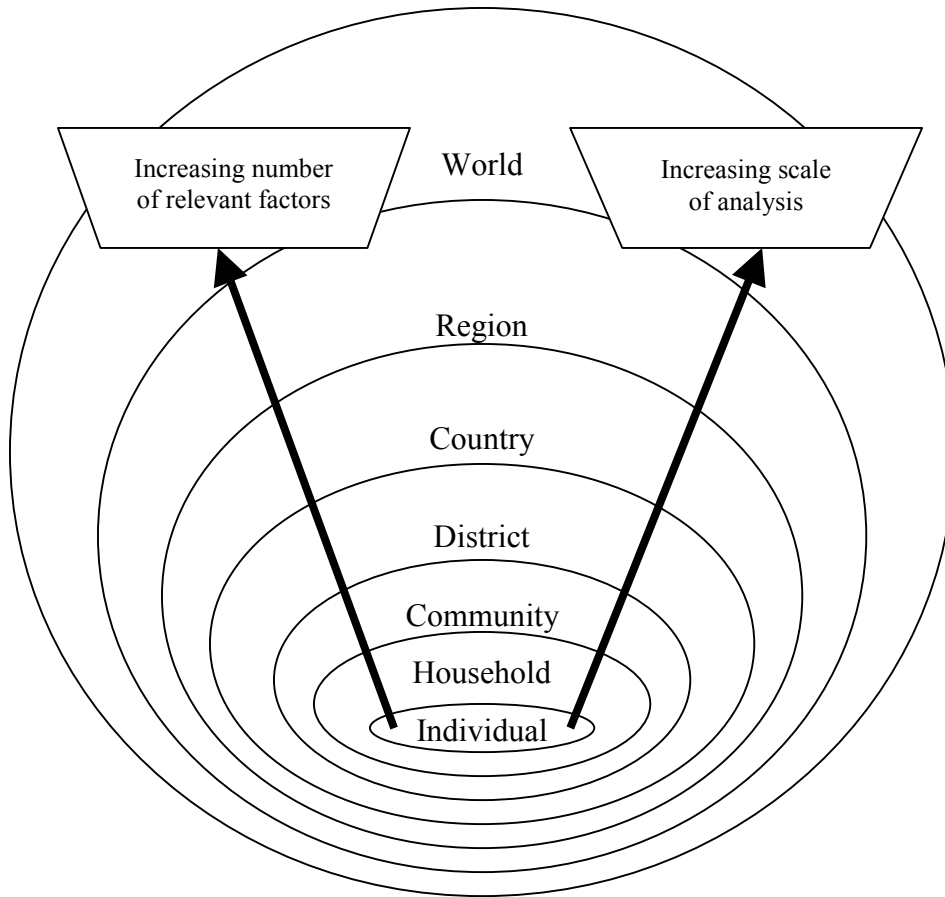 Increasing number
of relevant factors
World
Increasing scale
of analysis
Region
Country
District
Community
Household
Individual